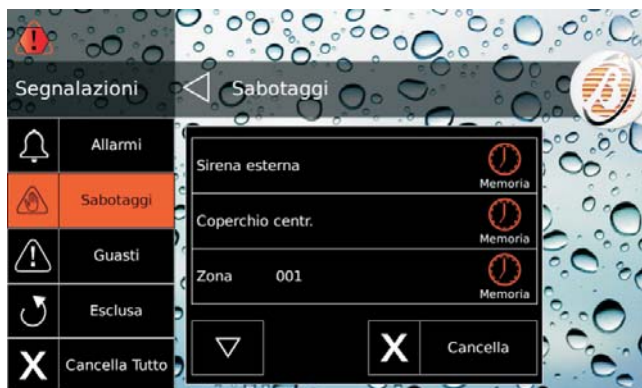 Segnalazioni
Sabotaggi
Allarmi
Sabotaggi
Guasti
Esclusa
X Cancella Tutto
Sirena esterna
Memoria
Coperchio centr.
Memoria
Zona 001
Memoria
X Cancella